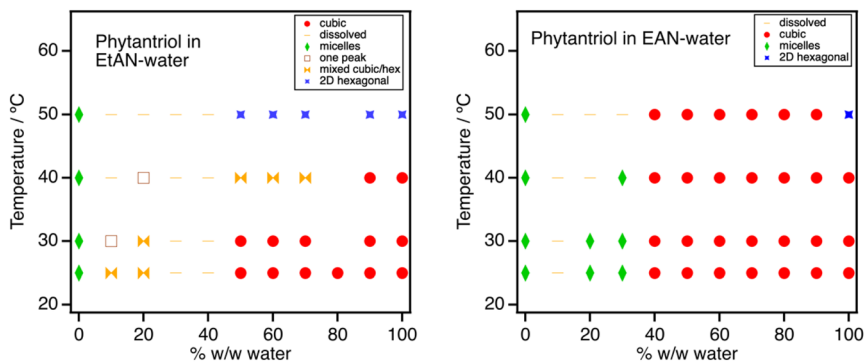 Phytantriol in
EtAN-water
cubic
dissolved
micelles
one peak
mixed cubic/hex
2D hexagonal
Temperature / ºC
60
50
40
30
20
0
20
40
60
80
100
% w/w water
Phytantriol in EAN-water
dissolved
cubic
micelles
2D hexagonal
Temperature / ºC
60
50
40
30
20
0
20
40
60
80
100
% w/w water